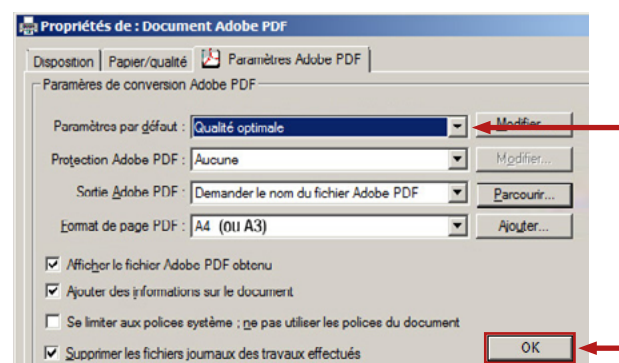 Propriétés de : Document Adobe PDF
Disposition Papier/qualité Paramètres Adobe PDF
Paramères de conversion Adobe PDF
Paramètres par défaut : Qualité optimale Modifier...
Protection Adobe PDF : Aucune Modifier...
Sortie Adobe PDF : Demander le nom du fichier Adobe PDF Parcourir...
Format de page PDF : A4 (ou A3) Ajouter...
Afficher le fichier Adobe PDF obtenu
Ajouter des informations sur le document
Se limiter aux polices système ; ne pas utiliser les polices du document
Supprimer les fichiers journaux des travaux effectués OK